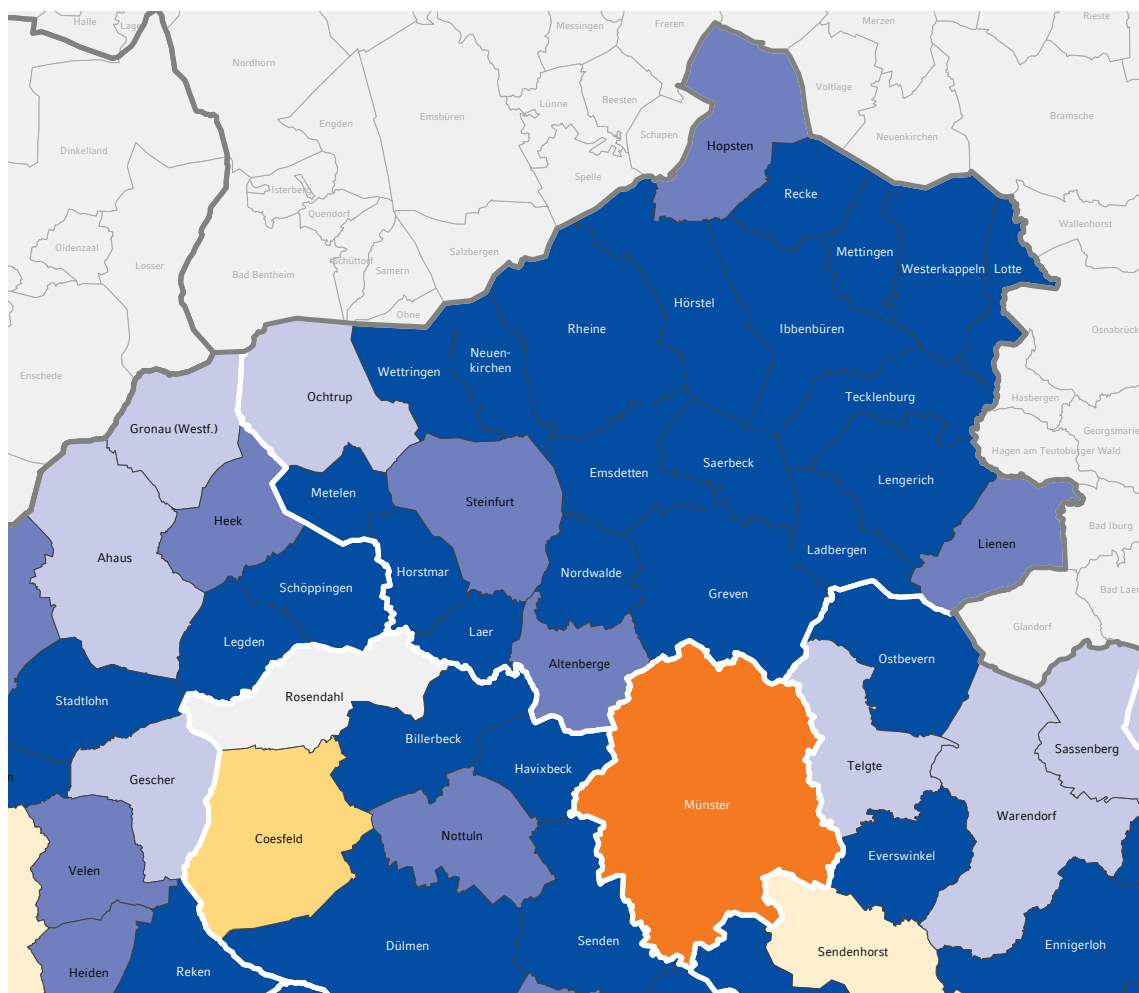 Halle
Lage
Messingen
Freren
Merzen
Rieste
Nordhorn
Voltlage
Lünne
Beesten
Emsbüren
Engden
Bramsche
Schapen
Neuenkirchen
Hopsten
Dinkelland
Spelle
Isterberg
Recke
Quendorf
Wallenhorst
Oldenzaal
Salzbergen
Mettingen
Losser
Schüttorf
Samern
Westerkappeln
Lotte
Bad Bentheim
Hörstel
Ohne
Rheine
Ibbenbüren
Osnabrück
Neuen-
kirchen
Wettringen
Enschede
Ochtrup
Tecklenburg
Hasbergen
Gronau (Westf.)
Georgsmarie
Hagen am Teutoburger Wald
Saerbeck
Emsdetten
Lengerich
Metelen
Steinfurt
Heek
Bad Iburg
Lienen
Ahaus
Ladbergen
Horstmar
Nordwalde
Schöppingen
Bad Laer
Greven
Glandorf
Laer
Legden
Ostbevern
Altenberge
Rosendahl
Stadtlohn
Billerbeck
Sassenberg
Telgte
Havixbeck
n
Gescher
Münster
Warendorf
Nottuln
Coesfeld
Everswinkel
Velen
Senden
Dülmen
Ennigerloh
Sendenhorst
Heiden
Reken